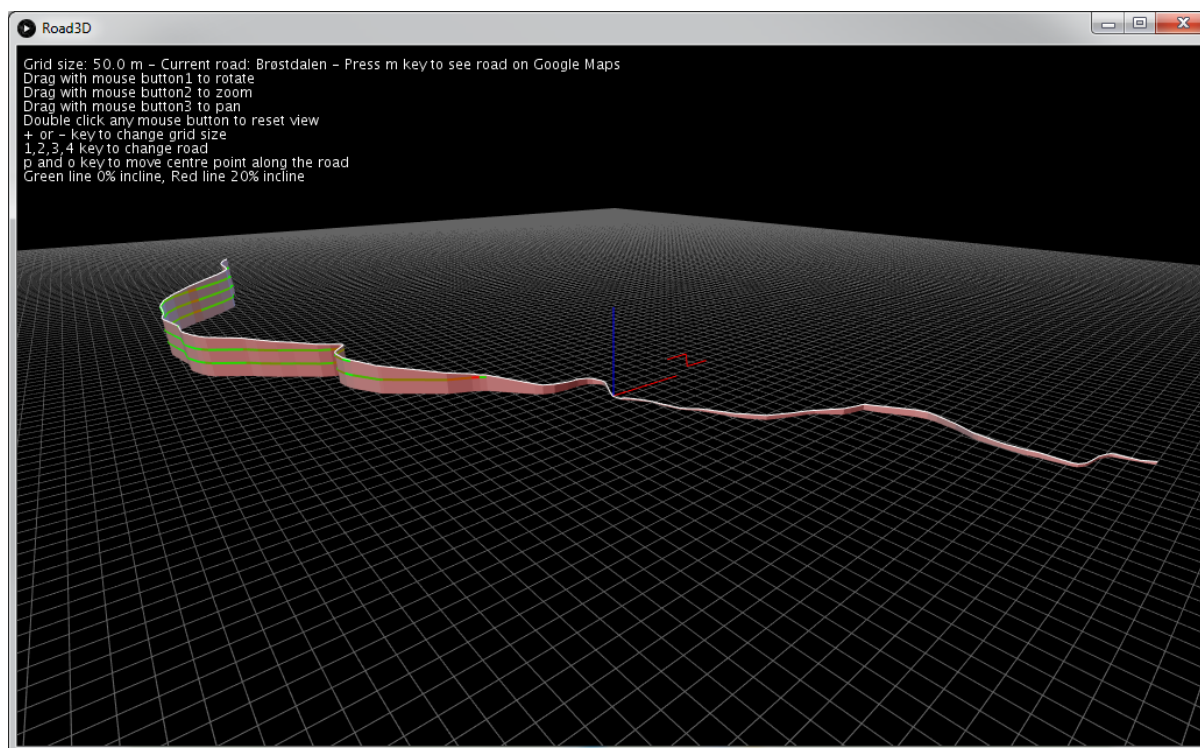 Road3D
Grid size: 50.0 m – Current road: Brøstdalen – Press m key to see road on Google Maps
Drag with mouse button1 to rotate
Drag with mouse button2 to zoom
Drag with mouse button3 to pan
Double click any mouse button to reset view
+ or – key to change grid size
1,2,3,4 key to change road
p and o key to move centre point along the road
Green line 0% incline, Red line 20% incline
N